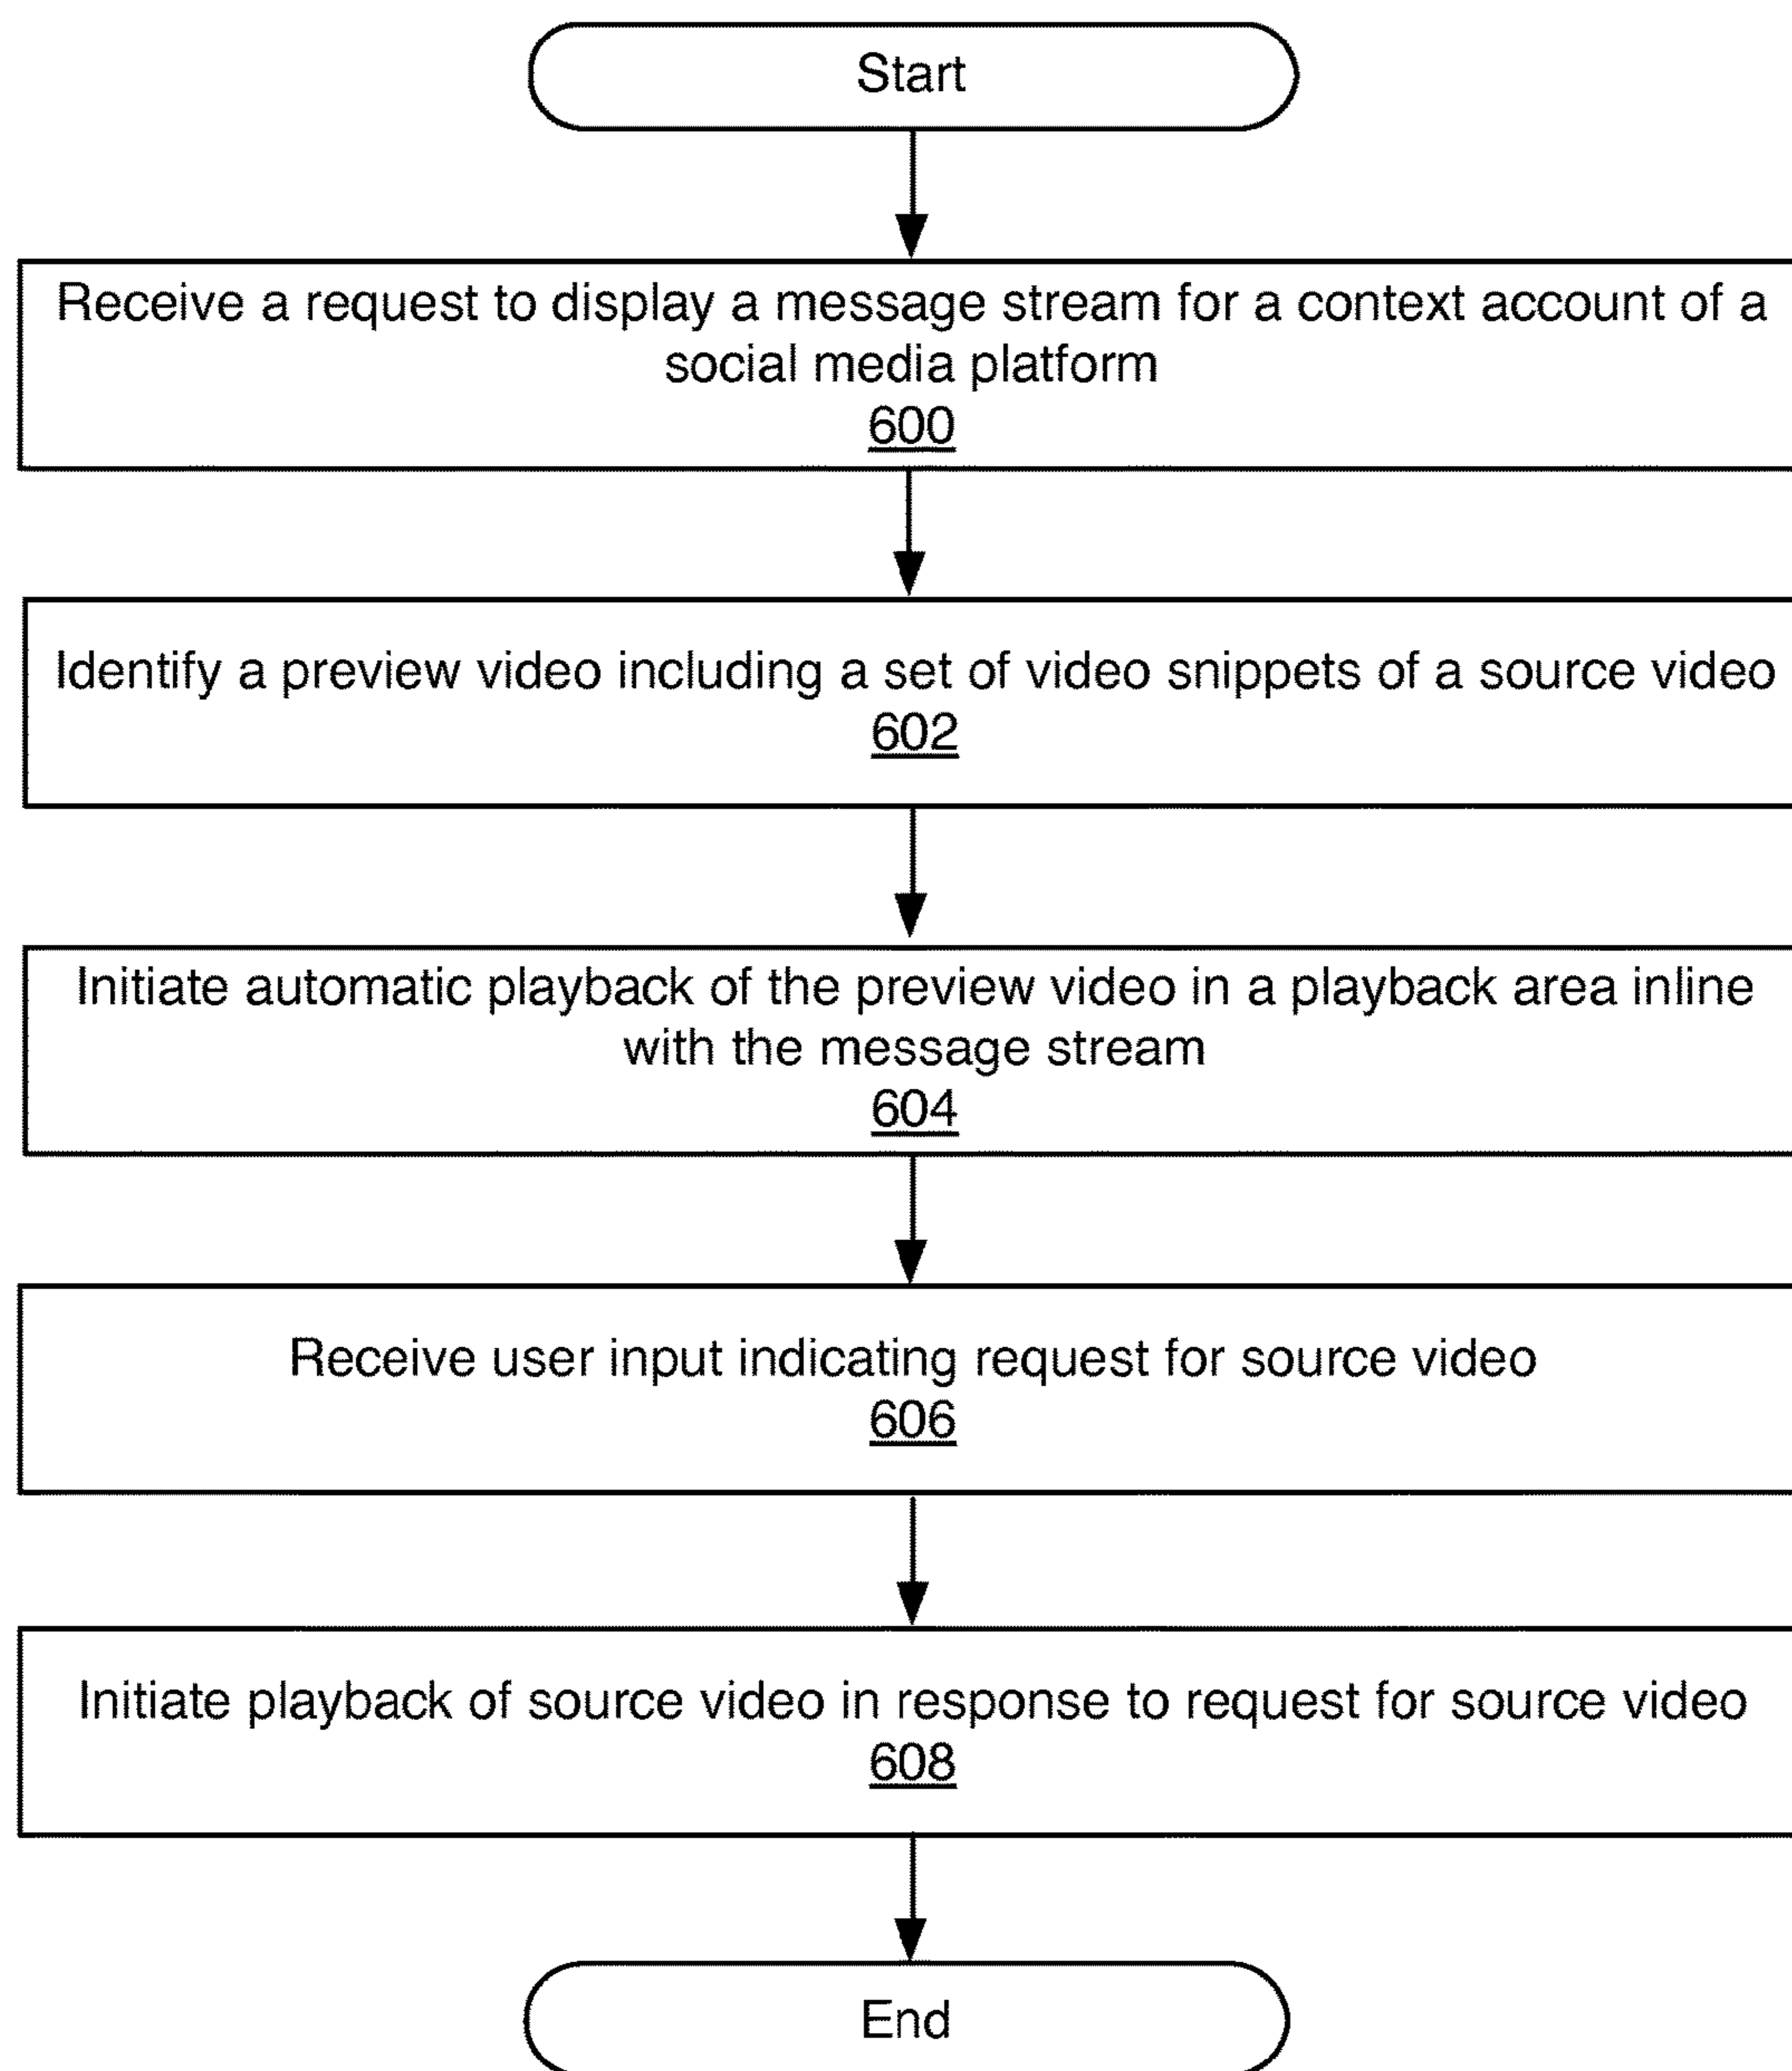 Start
Receive a request to display a message stream for a context account of a
social media platform
600
Identify a preview video including a set of video snippets of a source video
602
Initiate automatic playback of the preview video in a playback area inline
with the message stream
604
Receive user input indicating request for source video
606
Initiate playback of source video in response to request for source video
608
End